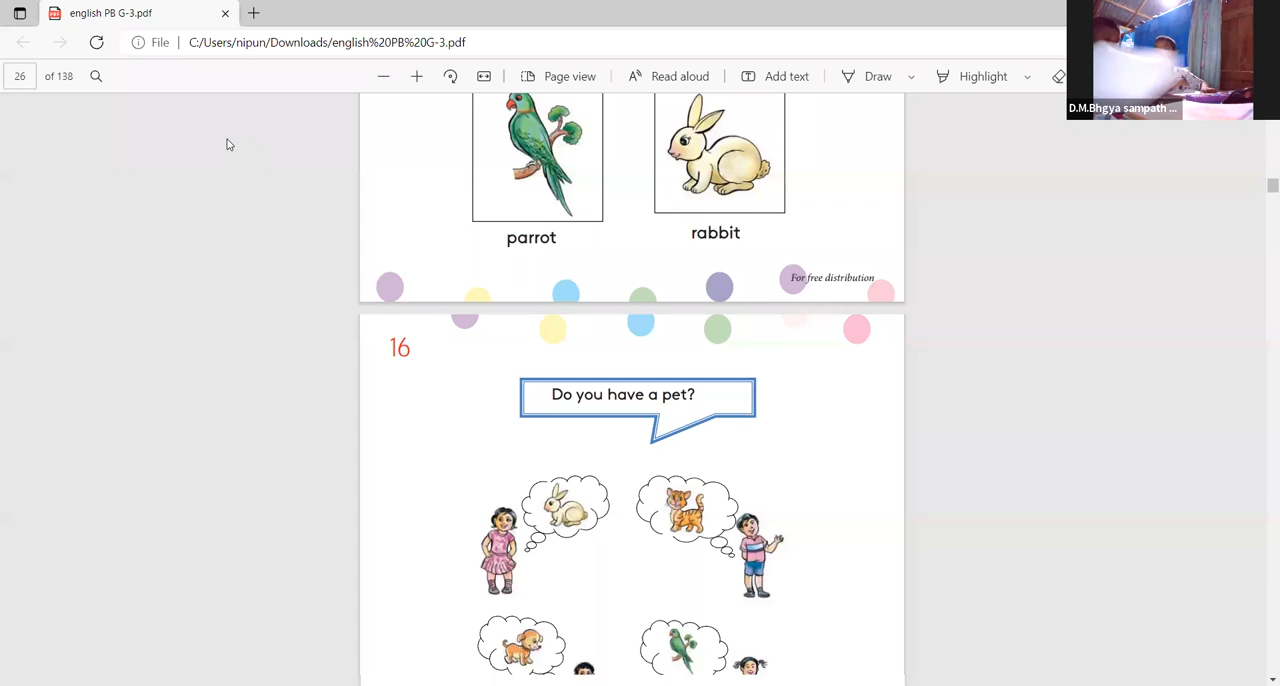 english PB G-3.pdf
File
C:/Users/nipun/Downloads/english%20PB%20G-3.pdf
26 of 138
Page view
Read aloud
Add text
Draw
Highlight
D.M.Bhgya sampath ...
parrot
rabbit
For free distribution
16
Do you have a pet?